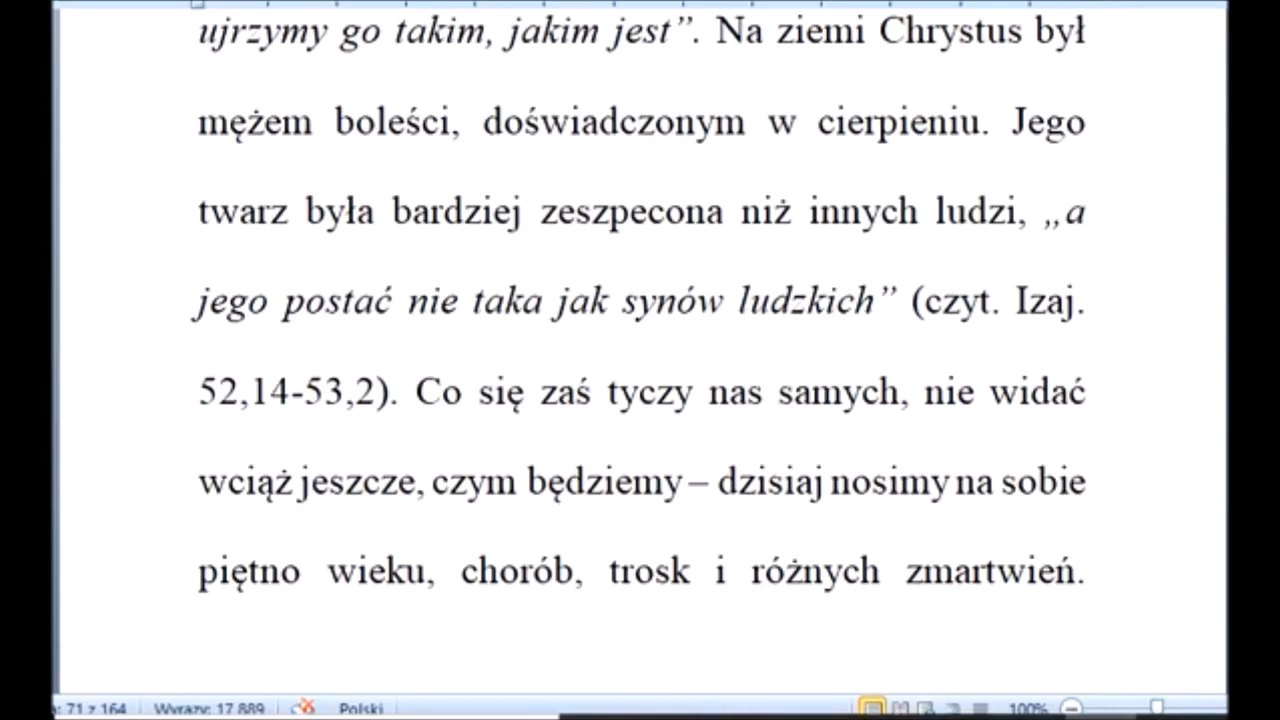 ujrzymy go takim, jakim jest”. Na ziemi Chrystus był
mężem boleści, doświadczonym w cierpieniu. Jego
twarz była bardziej zeszpecona niż innych ludzi, „a
jego postać nie taka jak synów ludzkich” (czyt. Izaj.
52,14-53,2). Co się zaś tyczy nas samych, nie widać
wciąż jeszcze, czym będziemy – dzisiaj nosimy na sobie
piętno wieku, chorób, trosk i różnych zmartwień.
: 71 z 164 Wyrazy: 17 889 Polski 100%